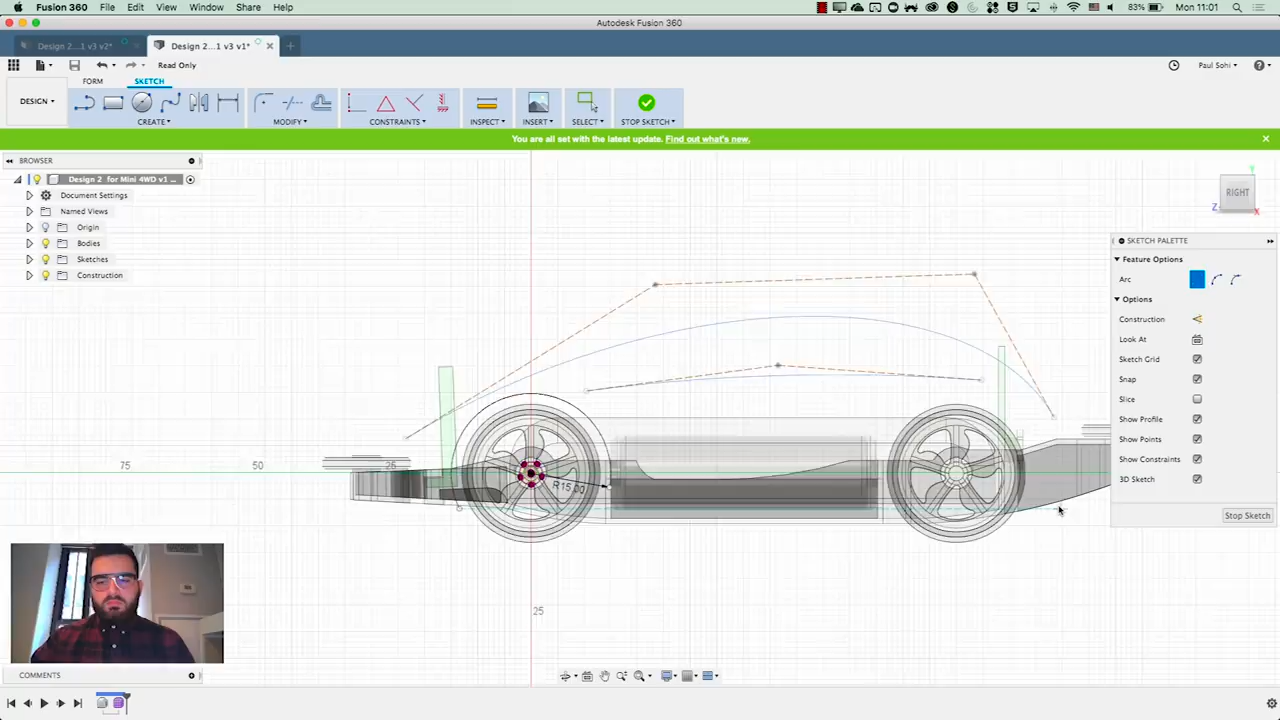 Fusion 360 File Edit View Window Share Help
83% Mon 11:01
Autodesk Fusion 360
Design 2...1 v3 v2* Design 2...1 v3 v1*
Read Only
Paul Sohi
FORM SKETCH
DESIGN
CREATE MODIFY CONSTRAINTS INSPECT INSERT SELECT STOP SKETCH
You are all set with the latest update. Find out what's new.
BROWSER
Design 2 for Mini 4WD v1 ...
Document Settings
Named Views
Origin
Bodies
Sketches
Construction
RIGHT
Z
X
Y
SKETCH PALETTE
Feature Options
Arc
Options
Construction
Look At
Sketch Grid
Snap
Slice
Show Profile
Show Points
Show Constraints
3D Sketch
Stop Sketch
75 50 25
R15.00
25
COMMENTS